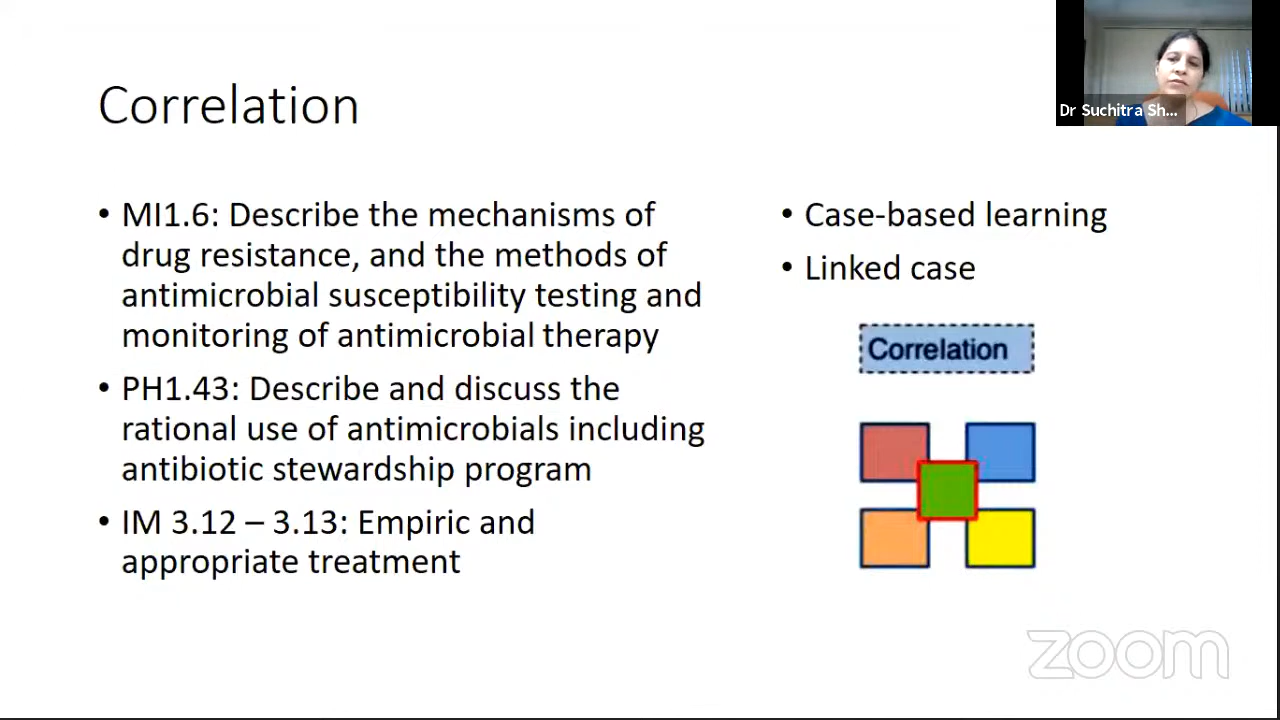 Correlation
Dr Suchitra Sh...
• MI1.6: Describe the mechanisms of
drug resistance, and the methods of
antimicrobial susceptibility testing and
monitoring of antimicrobial therapy
• PH1.43: Describe and discuss the
rational use of antimicrobials including
antibiotic stewardship program
• IM 3.12 – 3.13: Empiric and
appropriate treatment
• Case-based learning
• Linked case
Correlation
zoom